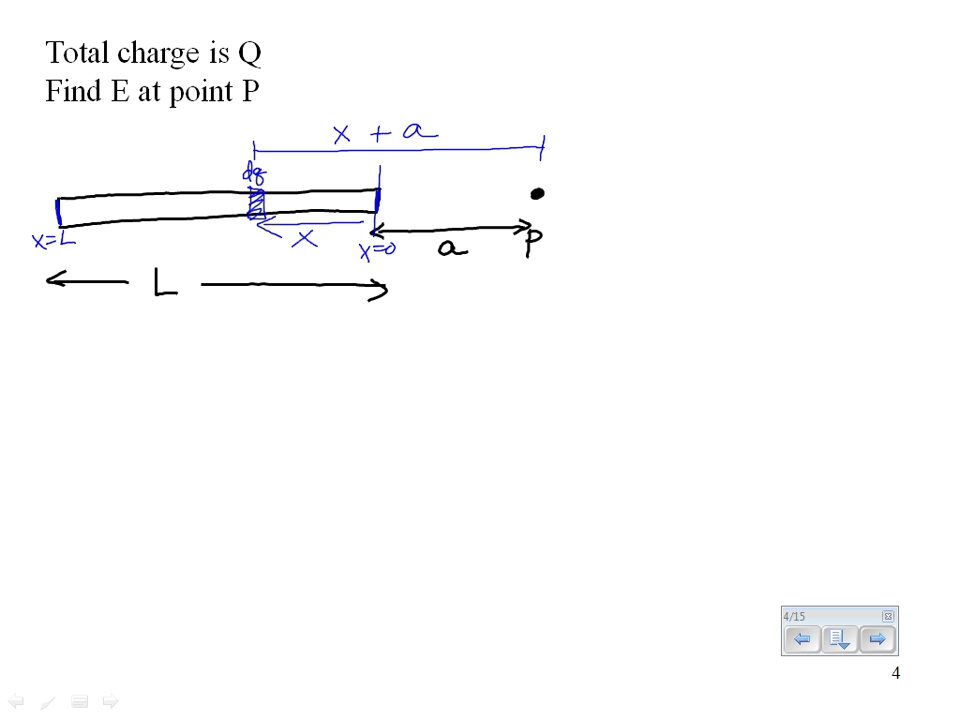 Total charge is Q
Find E at point P
x + a
dq
x=L
x
x=0
a
P
L
4/15
4